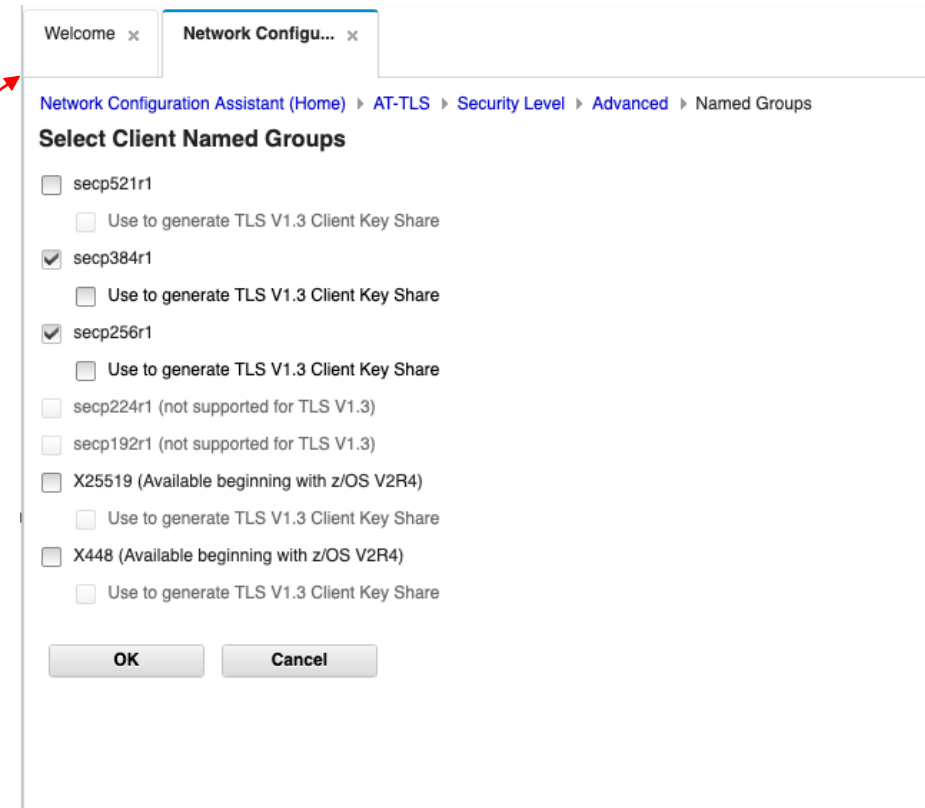 Welcome x Network Configu... x
Network Configuration Assistant (Home) AT-TLS Security Level Advanced Named Groups
Select Client Named Groups
secp521r1
Use to generate TLS V1.3 Client Key Share
secp384r1
Use to generate TLS V1.3 Client Key Share
secp256r1
Use to generate TLS V1.3 Client Key Share
secp224r1 (not supported for TLS V1.3)
secp192r1 (not supported for TLS V1.3)
X25519 (Available beginning with z/OS V2R4)
Use to generate TLS V1.3 Client Key Share
X448 (Available beginning with z/OS V2R4)
Use to generate TLS V1.3 Client Key Share
OK Cancel